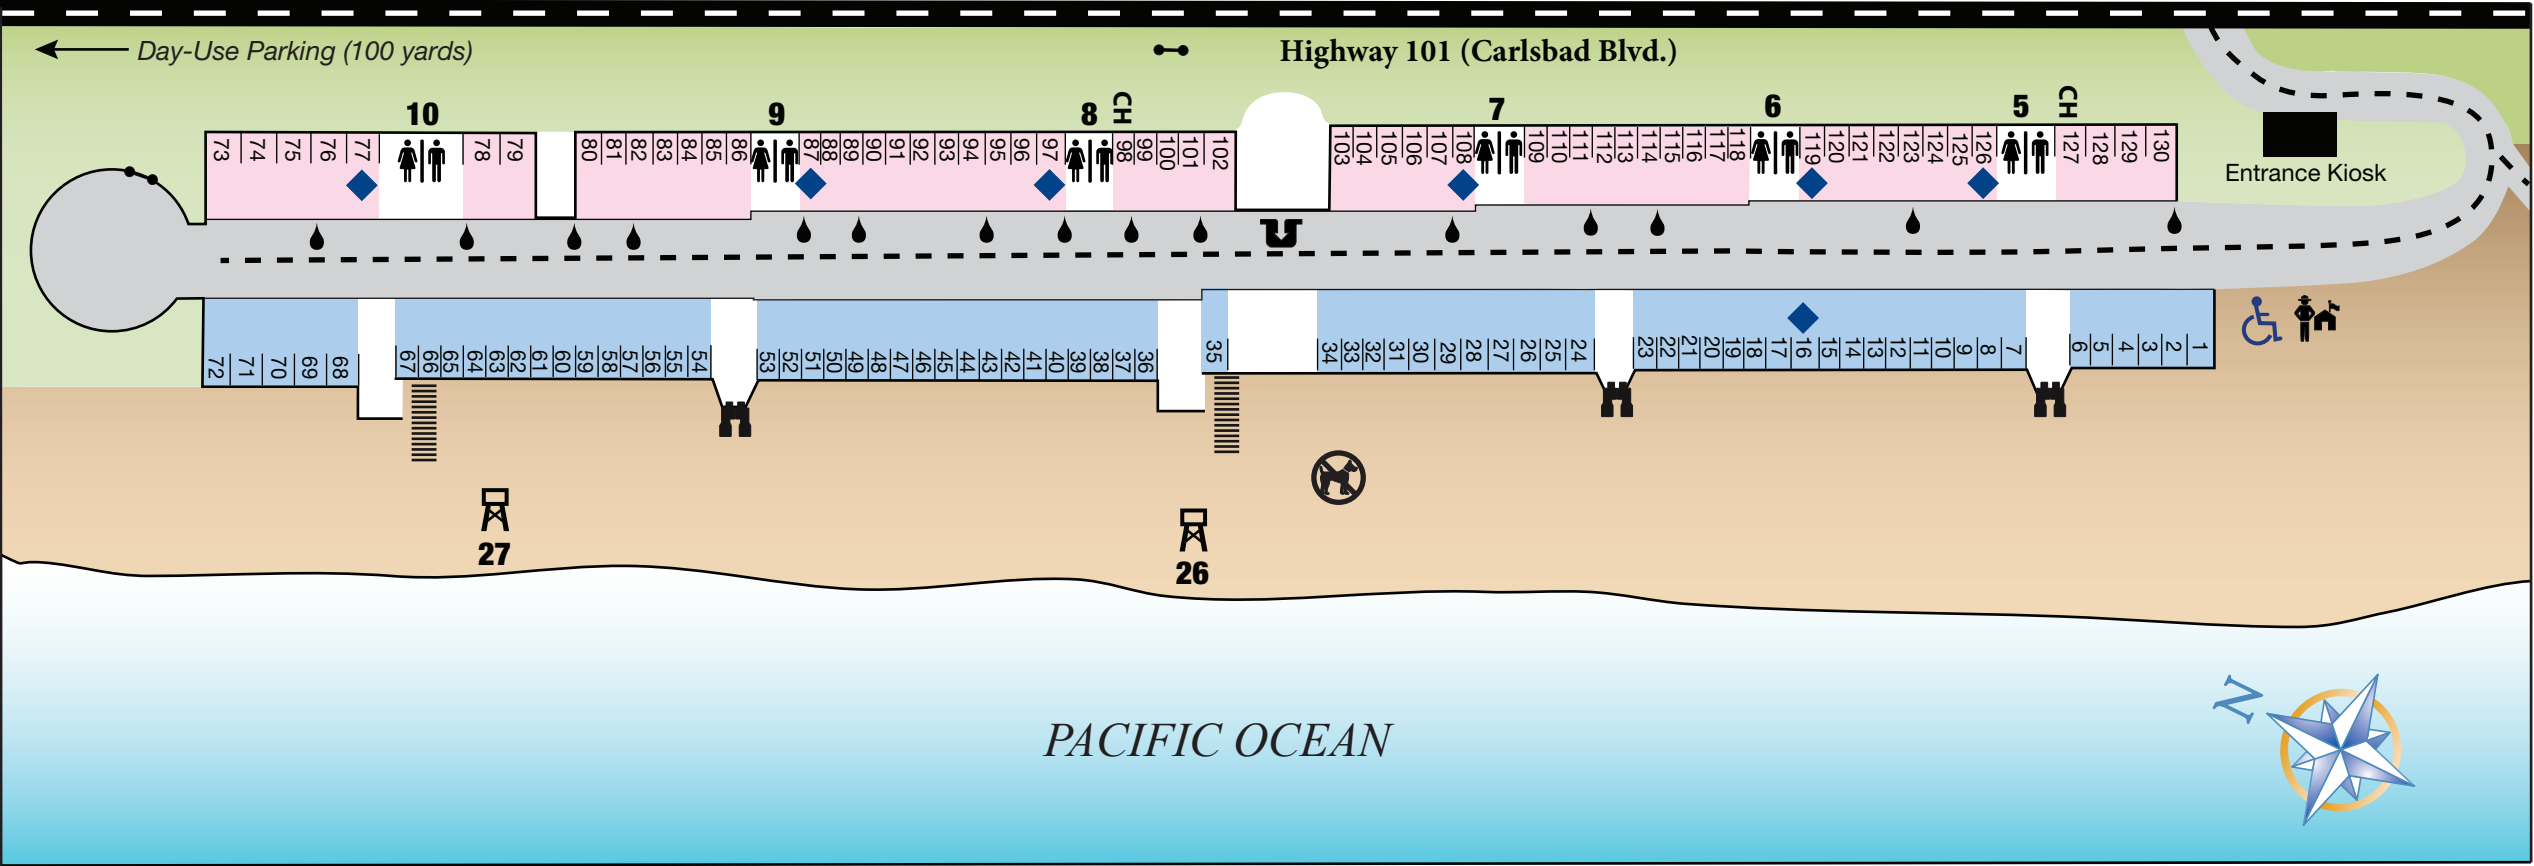 Day-Use Parking (100 yards)
Highway 101 (Carlsbad Blvd.)
10
9
8
CH
7
6
5
CH
73 74 75 76 77 78 79 80 81 82 83 84 85 86 87 88 89 90 91 92 93 94 95 96 97 98 99 100 101 102 103 104 105 106 107 108 109 110 111 112 113 114 115 116 117 118 119 120 121 122 123 124 125 126 127 128 129 130
Entrance Kiosk
72 71 70 69 68 67 66 65 64 63 62 61 60 59 58 57 56 55 54 53 52 51 50 49 48 47 46 45 44 43 42 41 40 39 38 37 36 35 34 33 32 31 30 29 28 27 26 25 24 23 22 21 20 19 18 17 16 15 14 13 12 11 10 9 8 7 6 5 4 3 2 1
27
26
N
PACIFIC OCEAN